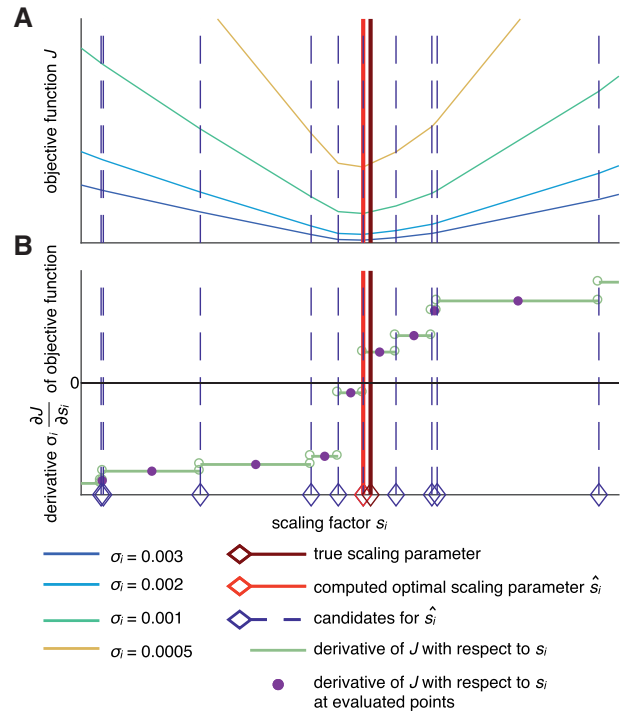 A
objective function J
B
derivative σi ∂J/∂si of objective function
0
scaling factor si
σi = 0.003
σi = 0.002
σi = 0.001
σi = 0.0005
true scaling parameter
computed optimal scaling parameter ŝi
candidates for ŝi
derivative of J with respect to si
derivative of J with respect to si
at evaluated points